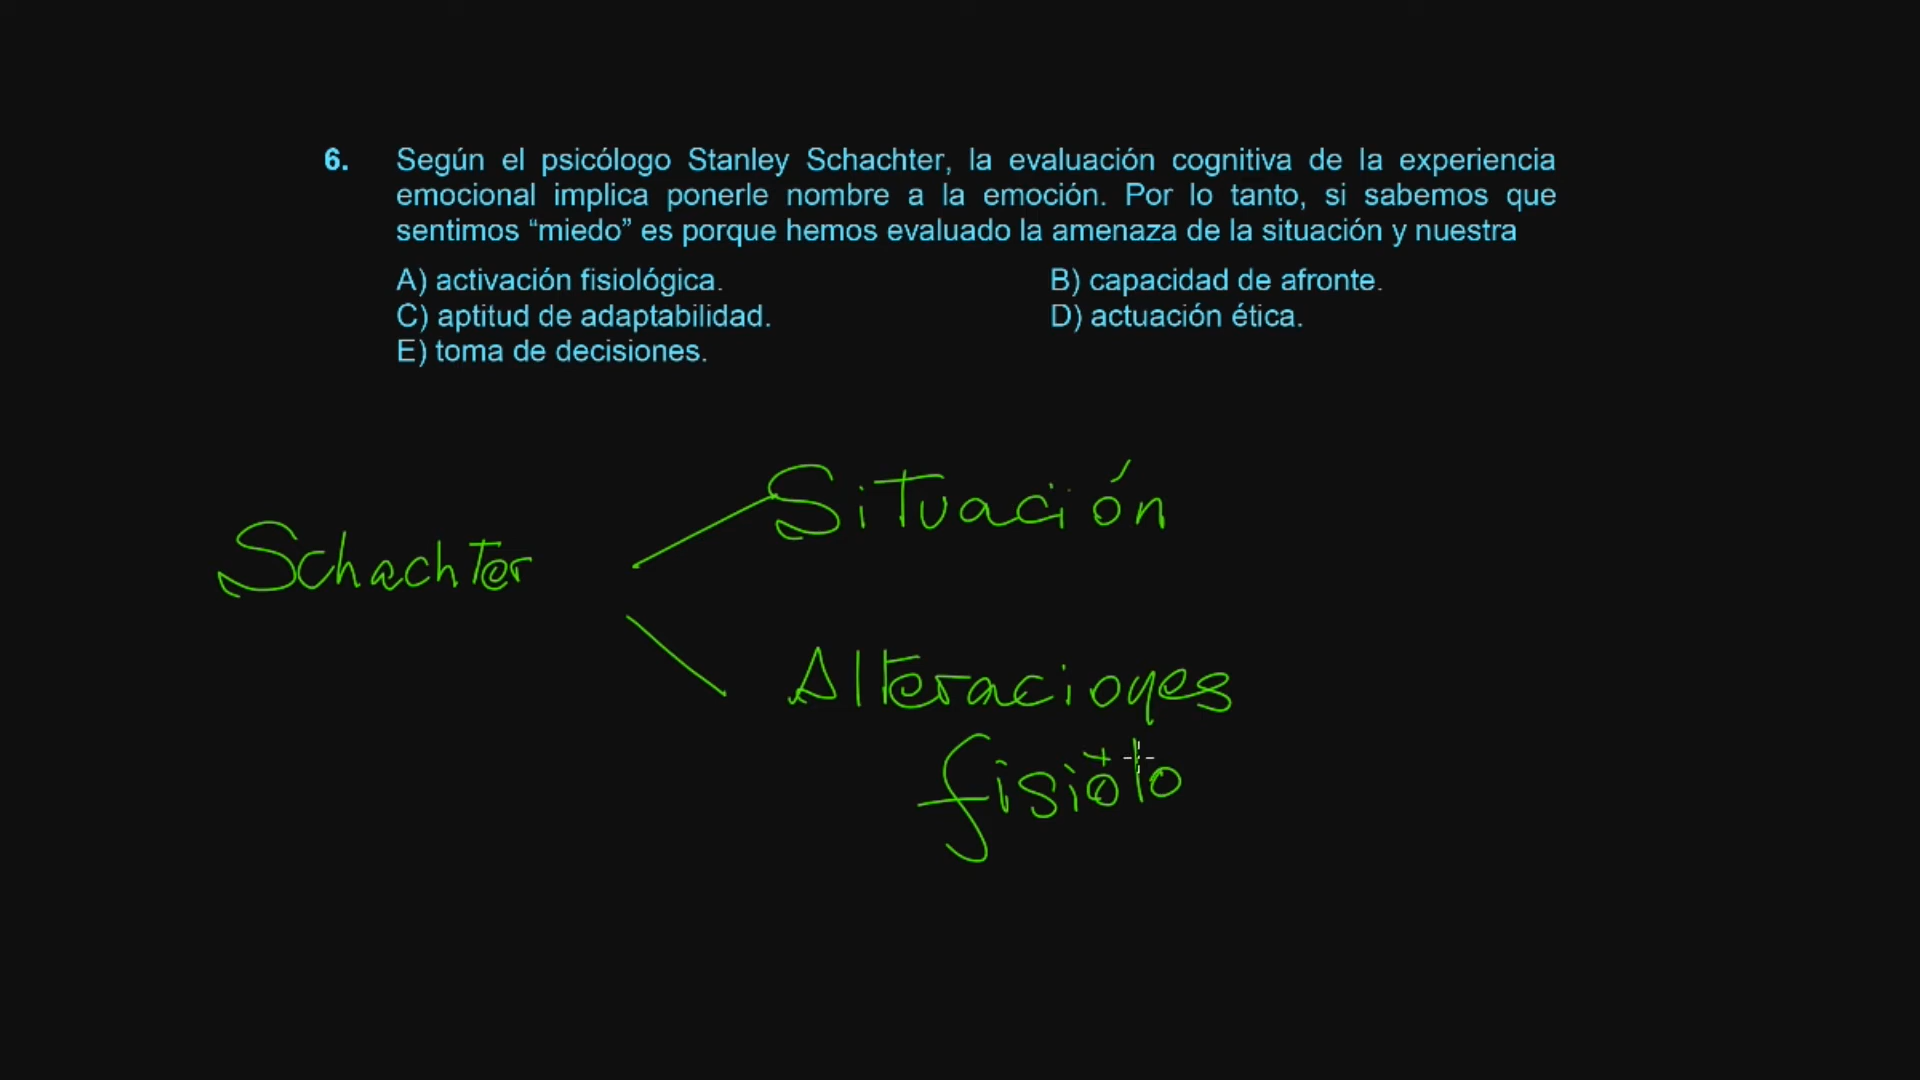 6. Según el psicólogo Stanley Schachter, la evaluación cognitiva de la experiencia
emocional implica ponerle nombre a la emoción. Por lo tanto, si sabemos que
sentimos “miedo” es porque hemos evaluado la amenaza de la situación y nuestra
A) activación fisiológica. B) capacidad de afronte.
C) aptitud de adaptabilidad. D) actuación ética.
E) toma de decisiones.
Situación
Schachter
Alteraciones
fisiolo